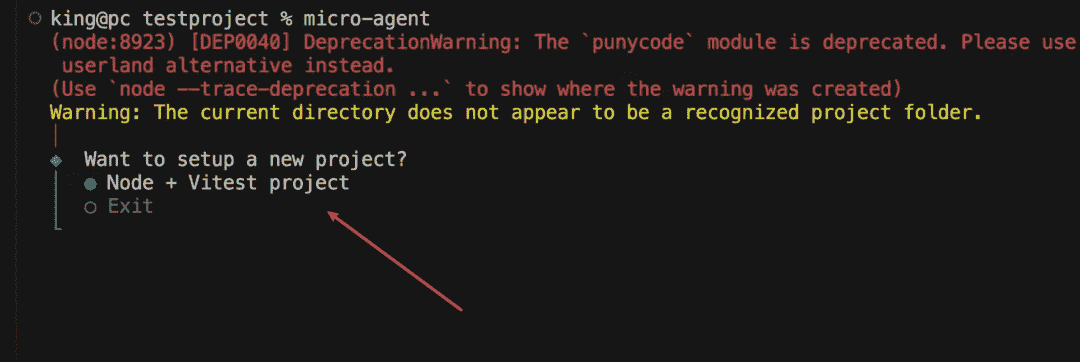 king@pc testproject % micro-agent
(node:8923) [DEP0040] DeprecationWarning: The `punycode` module is deprecated. Please use
userland alternative instead.
(Use `node --trace-deprecation ...` to show where the warning was created)
Warning: The current directory does not appear to be a recognized project folder.
Want to setup a new project?
Node + Vitest project
Exit